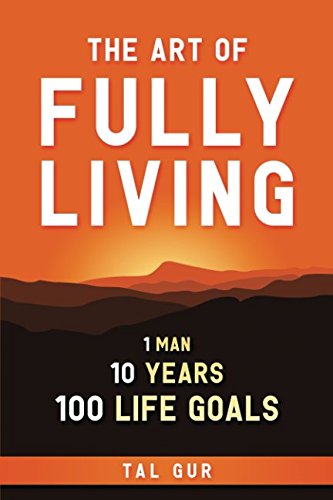 THE ART OF
FULLY
LIVING
1 MAN
10 YEARS
100 LIFE GOALS
TAL GUR